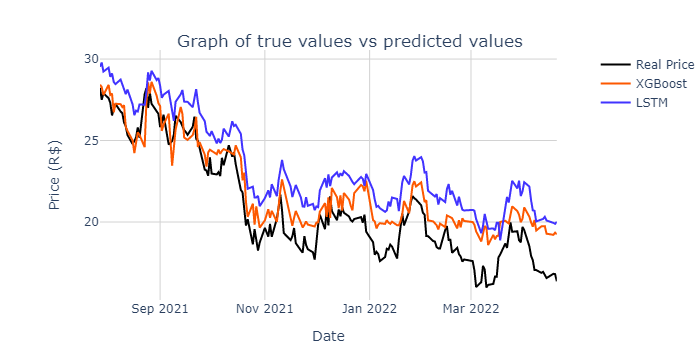 Graph of true values vs predicted values
Real Price
XGBoost
LSTM
30
25
20
Price (R$)
Sep 2021
Nov 2021
Jan 2022
Mar 2022
Date